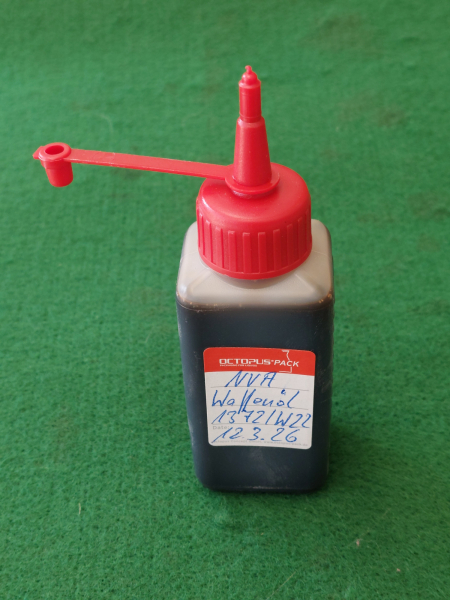 OCTOPUS PACK
NVA
Waffenöl
1372/W22
12.3.26